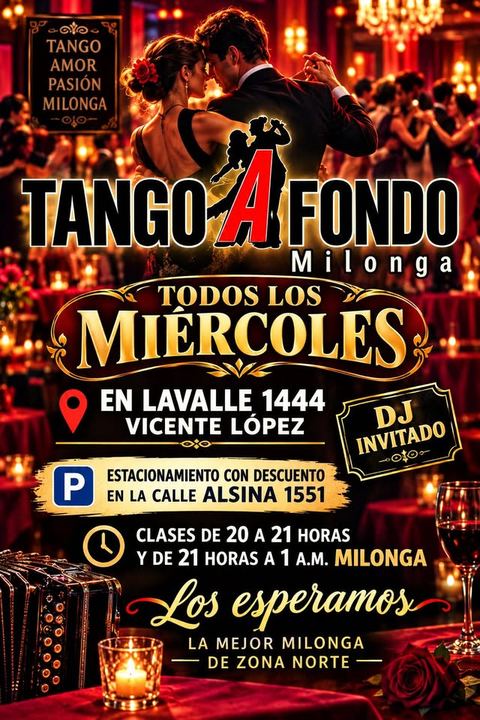 TANGO
AMOR
PASIÓN
MILONGA
TANGO A FONDO
Milonga
TODOS LOS
MIÉRCOLES
EN LAVALLE 1444
VICENTE LÓPEZ
DJ
INVITADO
P
ESTACIONAMIENTO CON DESCUENTO
EN LA CALLE ALSINA 1551
CLASES DE 20 A 21 HORAS
Y DE 21 HORAS A 1 A.M. MILONGA
Los esperamos
LA MEJOR MILONGA
DE ZONA NORTE